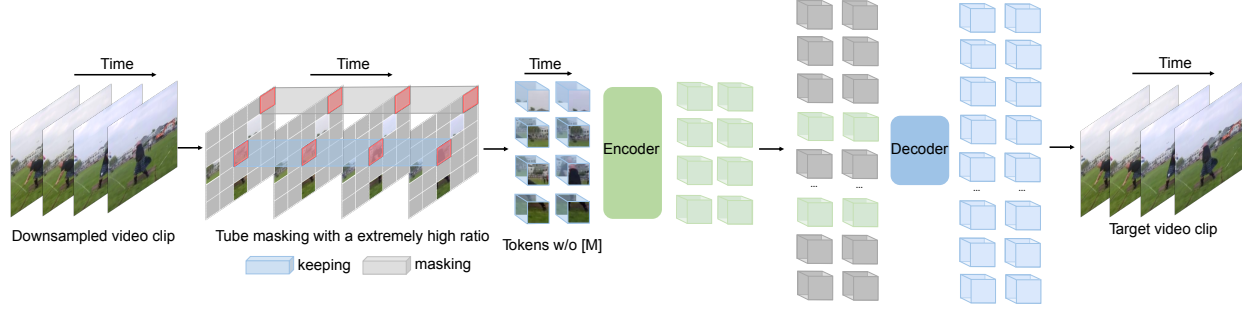 Time
Time
Time
Time
Encoder
Decoder
...
...
...
...
Downsampled video clip
Tube masking with a extremely high ratio
Tokens w/o [M]
Target video clip
keeping
masking